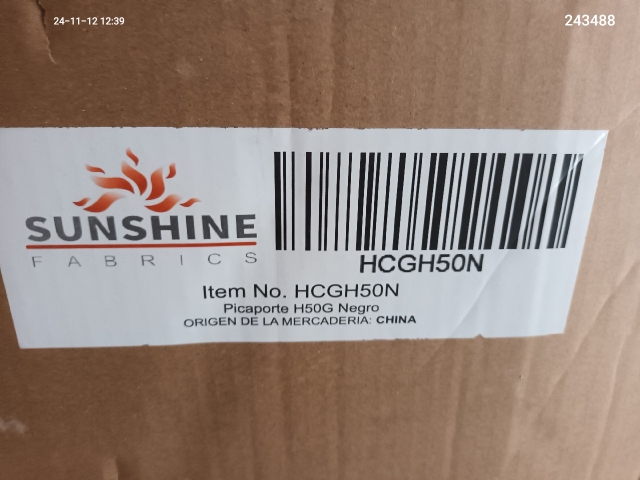 24-11-12 12:39
243488
SUNSHINE
FABRICS
HCGH50N
Item No. HCGH50N
Picaporte H50G Negro
ORIGEN DE LA MERCADERIA: CHINA